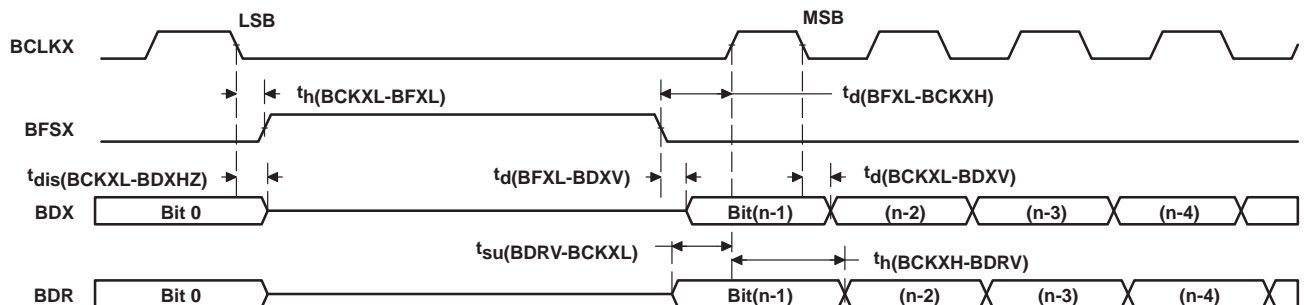 LSB MSB
BCLKX
th(BCKXL-BFXL) td(BFXL-BCKXH)
BFSX
tdis(BCKXL-BDXHZ) td(BFXL-BDXV) td(BCKXL-BDXV)
BDX Bit 0 Bit(n-1) (n-2) (n-3) (n-4)
tsu(BDRV-BCKXL) th(BCKXH-BDRV)
BDR Bit 0 Bit(n-1) (n-2) (n-3) (n-4)